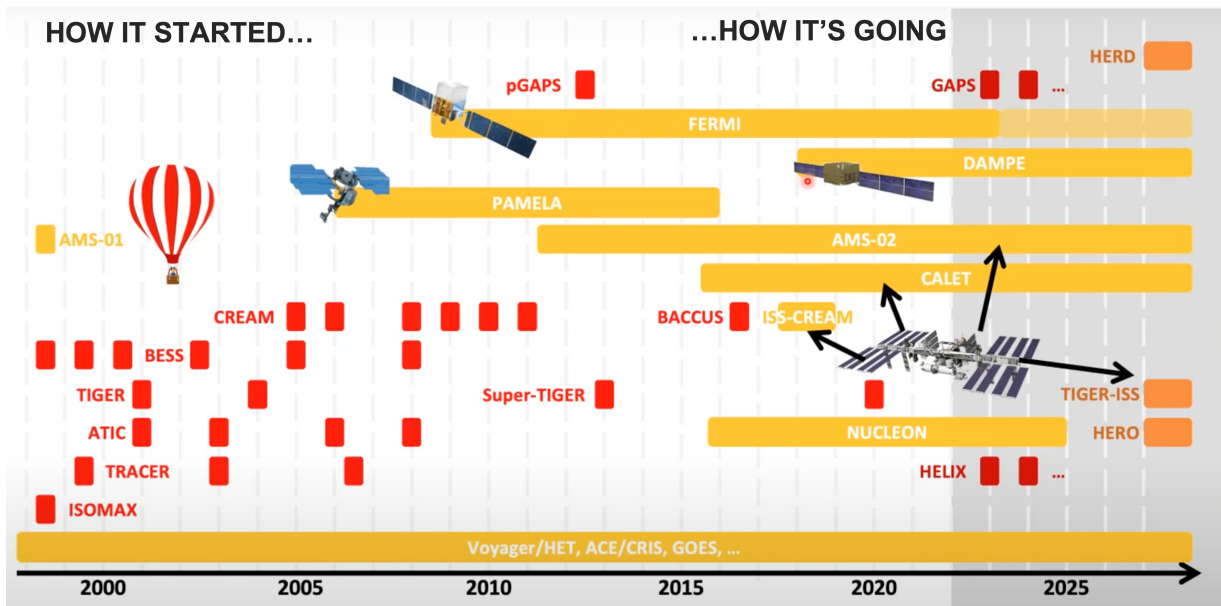 HOW IT STARTED…
…HOW IT'S GOING
HERD
pGAPS
GAPS
...
FERMI
DAMPE
PAMELA
AMS-01
AMS-02
CALET
CREAM
BACCUS
ISS-CREAM
BESS
TIGER
Super-TIGER
TIGER-ISS
ATIC
NUCLEON
HERO
TRACER
HELIX
...
ISOMAX
Voyager/HET, ACE/CRIS, GOES, ...
2000
2005
2010
2015
2020
2025